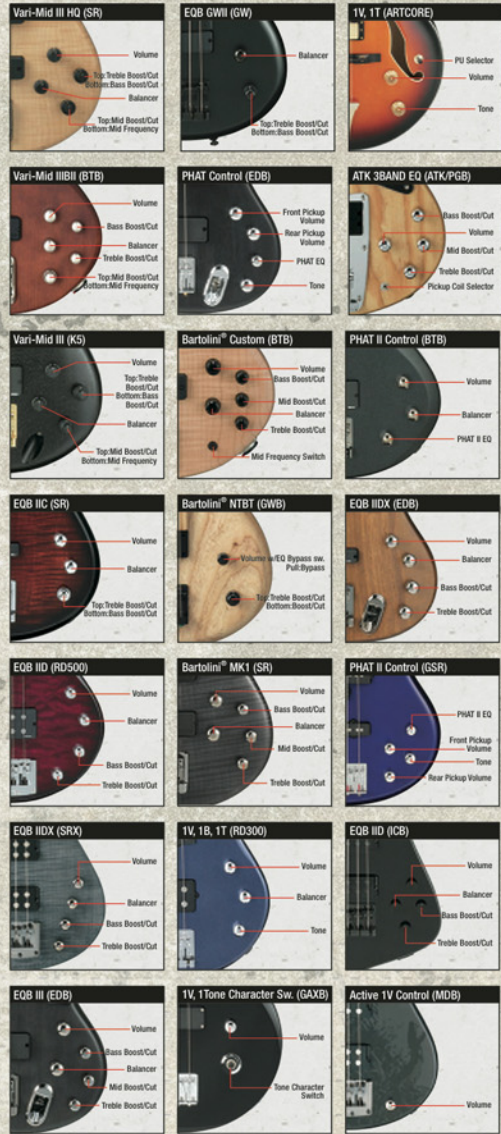 Vari-Mid III HQ (SR)
Volume
Top:Treble Boost/Cut
Bottom:Bass Boost/Cut
Balancer
Top:Mid Boost/Cut
Bottom:Mid Frequency
EQB GWII (GW)
Balancer
Top:Treble Boost/Cut
Bottom:Bass Boost/Cut
1V, 1T (ARTCORE)
PU Selector
Volume
Tone
Vari-Mid IIIBII (BTB)
Volume
Bass Boost/Cut
Balancer
Treble Boost/Cut
Top:Mid Boost/Cut
Bottom:Mid Frequency
PHAT Control (EDB)
Front Pickup
Volume
Rear Pickup
Volume
PHAT EQ
Tone
ATK 3BAND EQ (ATK/PGB)
Bass Boost/Cut
Volume
Mid Boost/Cut
Treble Boost/Cut
Pickup Coil Selector
Vari-Mid III (K5)
Volume
Top:Treble
Boost/Cut
Bottom:Bass
Boost/Cut
Balancer
Top:Mid Boost/Cut
Bottom:Mid Frequency
Bartolini® Custom (BTB)
Volume
Bass Boost/Cut
Mid Boost/Cut
Balancer
Treble Boost/Cut
Mid Frequency Switch
PHAT II Control (BTB)
Volume
Balancer
PHAT II EQ
EQB IIC (SR)
Volume
Balancer
Top:Treble Boost/Cut
Bottom:Bass Boost/Cut
Bartolini® NTBT (GWB)
Volume w/EQ Bypass sw.
Pull:Bypass
Top:Treble Boost/Cut
Bottom:Boost/Cut
EQB IIDX (EDB)
Volume
Balancer
Bass Boost/Cut
Treble Boost/Cut
EQB IID (RD500)
Volume
Balancer
Bass Boost/Cut
Treble Boost/Cut
Bartolini® MK1 (SR)
Volume
Bass Boost/Cut
Balancer
Mid Boost/Cut
Treble Boost/Cut
PHAT II Control (GSR)
PHAT II EQ
Front Pickup
Volume
Tone
Rear Pickup Volume
EQB IIDX (SRX)
Volume
Balancer
Bass Boost/Cut
Treble Boost/Cut
1V, 1B, 1T (RD300)
Volume
Balancer
Tone
EQB IID (ICB)
Volume
Balancer
Bass Boost/Cut
Treble Boost/Cut
EQB III (EDB)
Volume
Bass Boost/Cut
Balancer
Mid Boost/Cut
Treble Boost/Cut
1V, 1Tone Character Sw. (GAXB)
Volume
Tone Character
Switch
Active 1V Control (MDB)
Volume